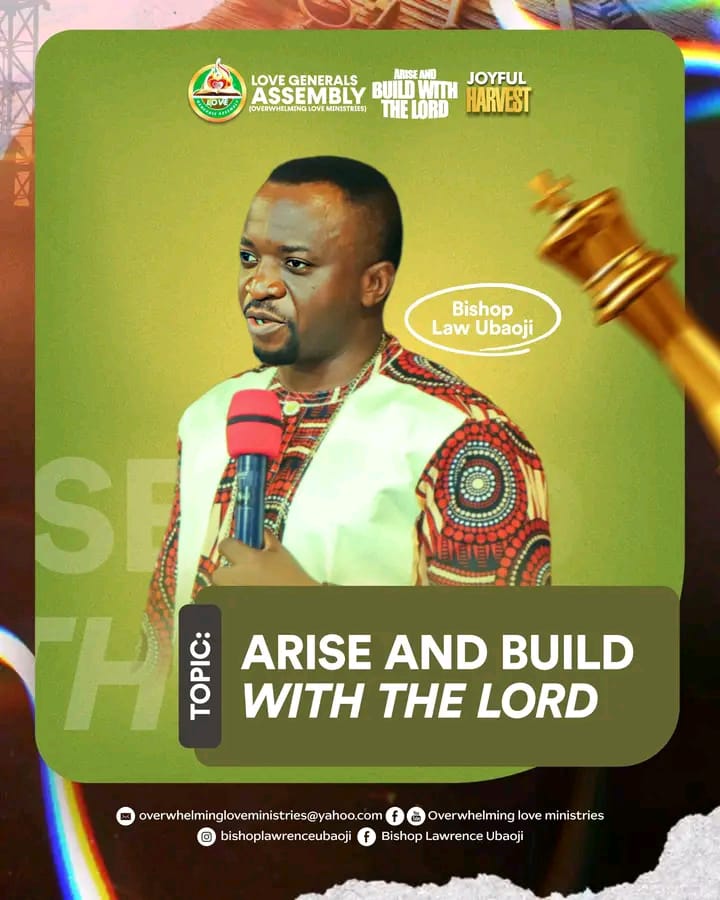 LOVE
LOVE GENERALS
ASSEMBLY
(OVERWHELMING LOVE MINISTRIES)
ARISE AND
BUILD WITH
THE LORD
JOYFUL
HARVEST
Bishop
Law Ubaoji
TOPIC:
ARISE AND BUILD
WITH THE LORD
overwhelmingloveministries@yahoo.com Overwhelming love ministries
bishoplawrenceubaoji Bishop Lawrence Ubaoji